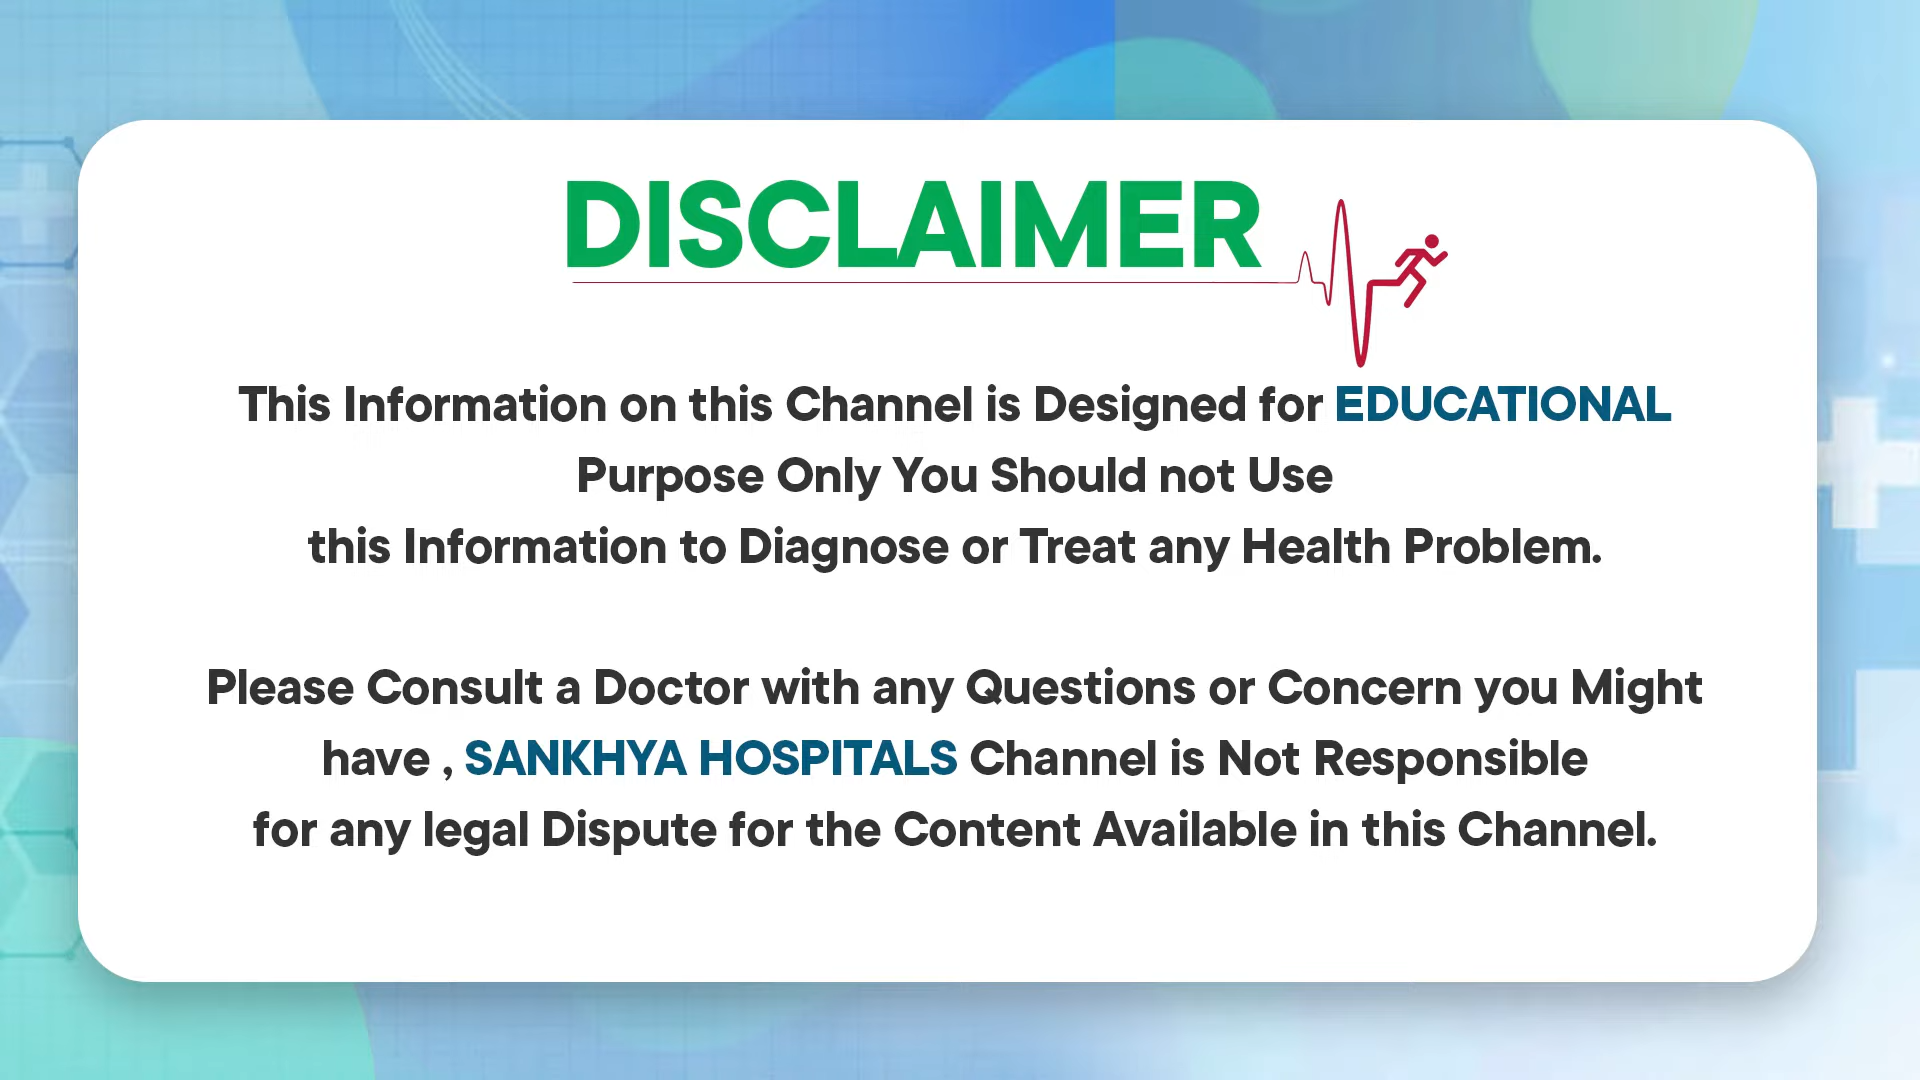 DISCLAIMER
This Information on this Channel is Designed for EDUCATIONAL
Purpose Only You Should not Use
this Information to Diagnose or Treat any Health Problem.
Please Consult a Doctor with any Questions or Concern you Might
have , SANKHYA HOSPITALS Channel is Not Responsible
for any legal Dispute for the Content Available in this Channel.